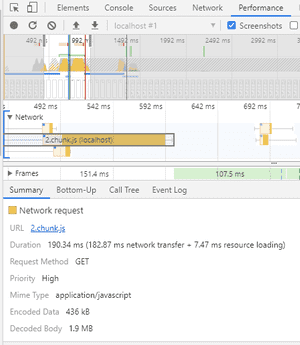 Elements Console Sources Performance
localhost #1 Screenshots
492 ms 992 ms 1492 ms 1992 ms 2492 ms 2992 ms
492 ms 542 ms 592 ms 642 ms 692 ms
▼ Network
2.chunk.js (localhost)
▶ Frames 151.4 ms 107.5 ms
Summary Bottom-Up Call Tree Event Log
Network request
URL 2.chunk.js
Duration 190.34 ms (182.87 ms network transfer + 7.47 ms resource loading)
Request Method GET
Priority High
Mime Type application/javascript
Encoded Data 436 kB
Decoded Body 1.9 MB